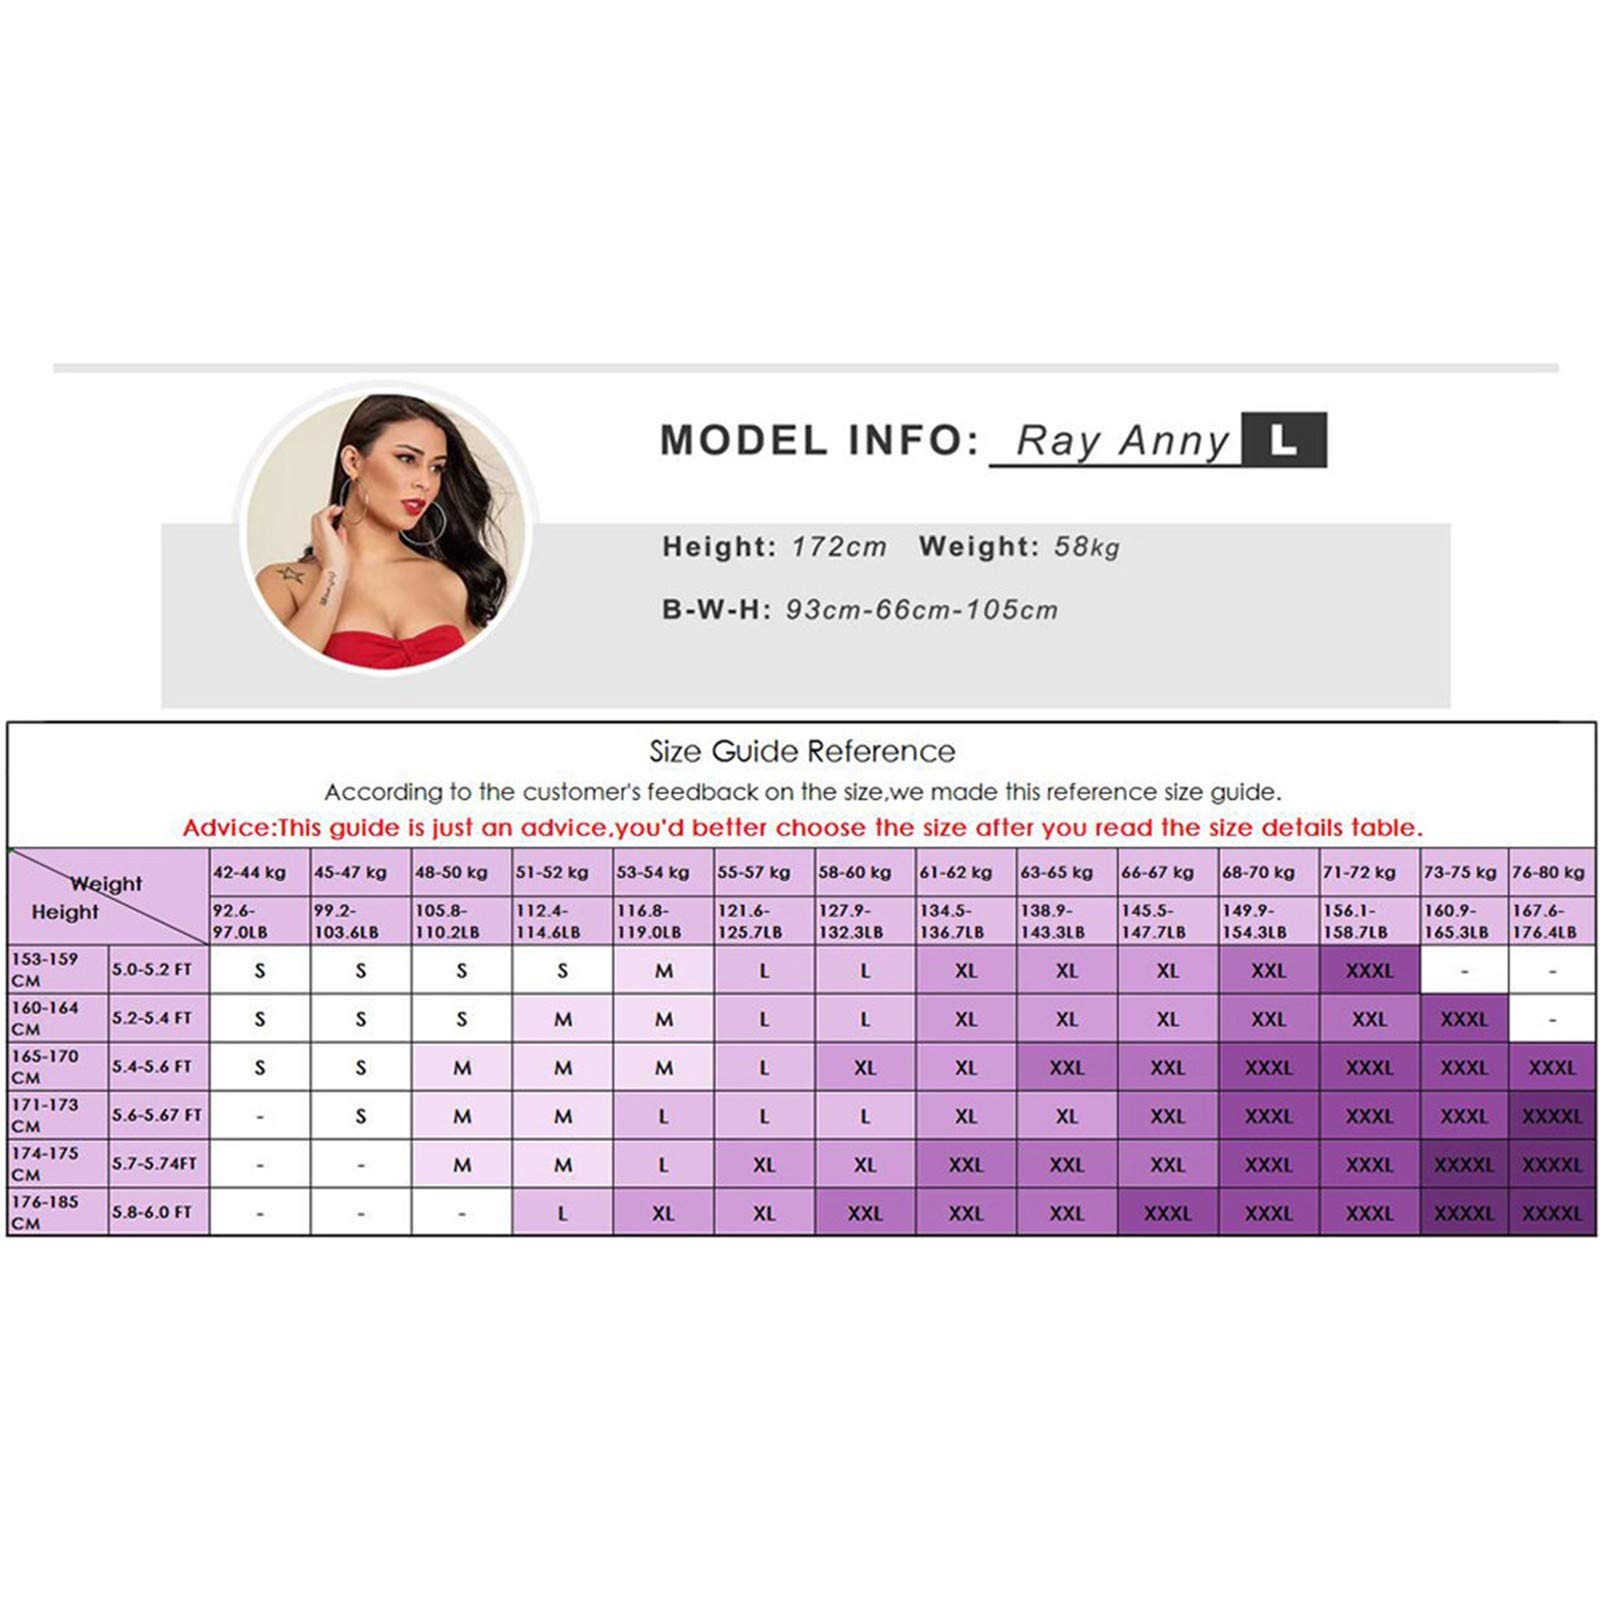 MODEL INFO: Ray Anny L
Height: 172cm Weight: 58kg
B-W-H: 93cm-66cm-105cm
Size Guide Reference
According to the customer's feedback on the size,we made this reference size guide.
Advice:This guide is just an advice,you'd better choose the size after you read the size details table.
Weight
Height
42-44 kg 45-47 kg 48-50 kg 51-52 kg 53-54 kg 55-57 kg 58-60 kg 61-62 kg 63-65 kg 66-67 kg 68-70 kg 71-72 kg 73-75 kg 76-80 kg
92.6- 99.2- 105.8- 112.4- 116.8- 121.6- 127.9- 134.5- 138.9- 145.5- 149.9- 156.1- 160.9- 167.6-
97.0LB 103.6LB 110.2LB 114.6LB 119.0LB 125.7LB 132.3LB 136.7LB 143.3LB 147.7LB 154.3LB 158.7LB 165.3LB 176.4LB
153-159
CM 5.0-5.2 FT S S S S M L L XL XL XL XXL XXXL - -
160-164
CM 5.2-5.4 FT S S S M M L L XL XL XL XXL XXL XXXL -
165-170
CM 5.4-5.6 FT S S M M M L XL XL XXL XXL XXXL XXXL XXXL XXXL
171-173
CM 5.6-5.67 FT - S M M L L L XL XL XXL XXXL XXXL XXXL XXXXL
174-175
CM 5.7-5.74FT - - M M L XL XL XXL XXL XXL XXXL XXXL XXXXL XXXXL
176-185
CM 5.8-6.0 FT - - - L XL XL XXL XXL XXL XXXL XXXL XXXL XXXXL XXXXL